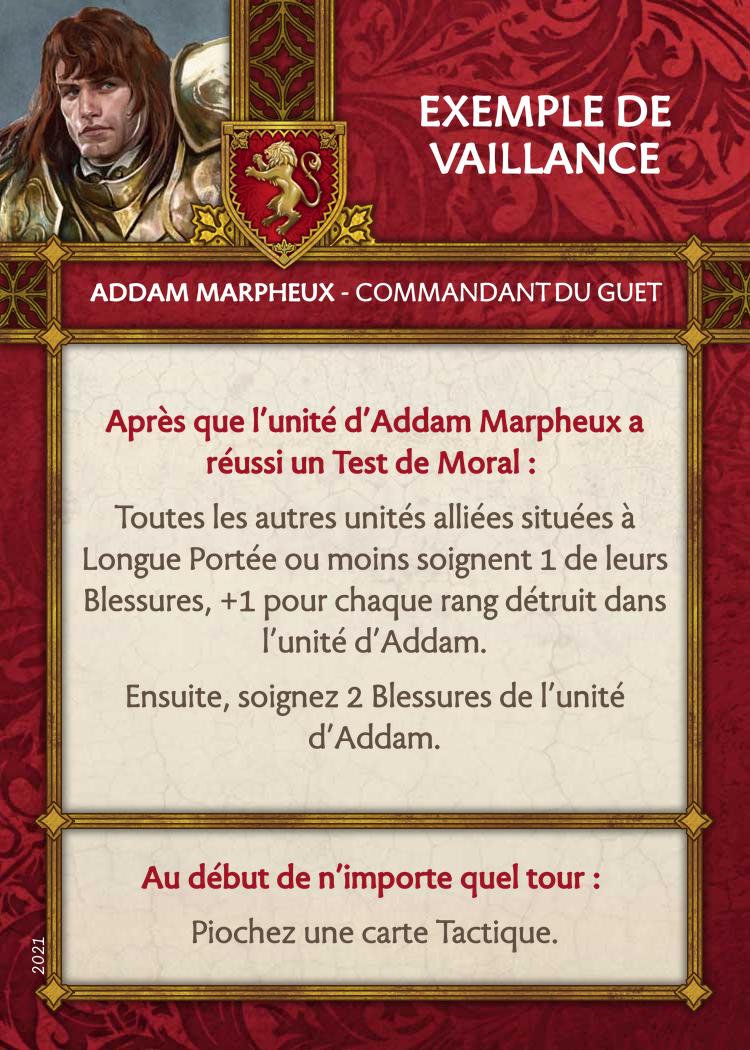 EXEMPLE DE
VAILLANCE
ADDAM MARPHEUX - COMMANDANT DU GUET
Après que l'unité d'Addam Marpheux a
réussi un Test de Moral :
Toutes les autres unités alliées situées à
Longue Portée ou moins soignent 1 de leurs
Blessures, +1 pour chaque rang détruit dans
l'unité d'Addam.
Ensuite, soignez 2 Blessures de l'unité
d'Addam.
Au début de n'importe quel tour :
Piochez une carte Tactique.
2021